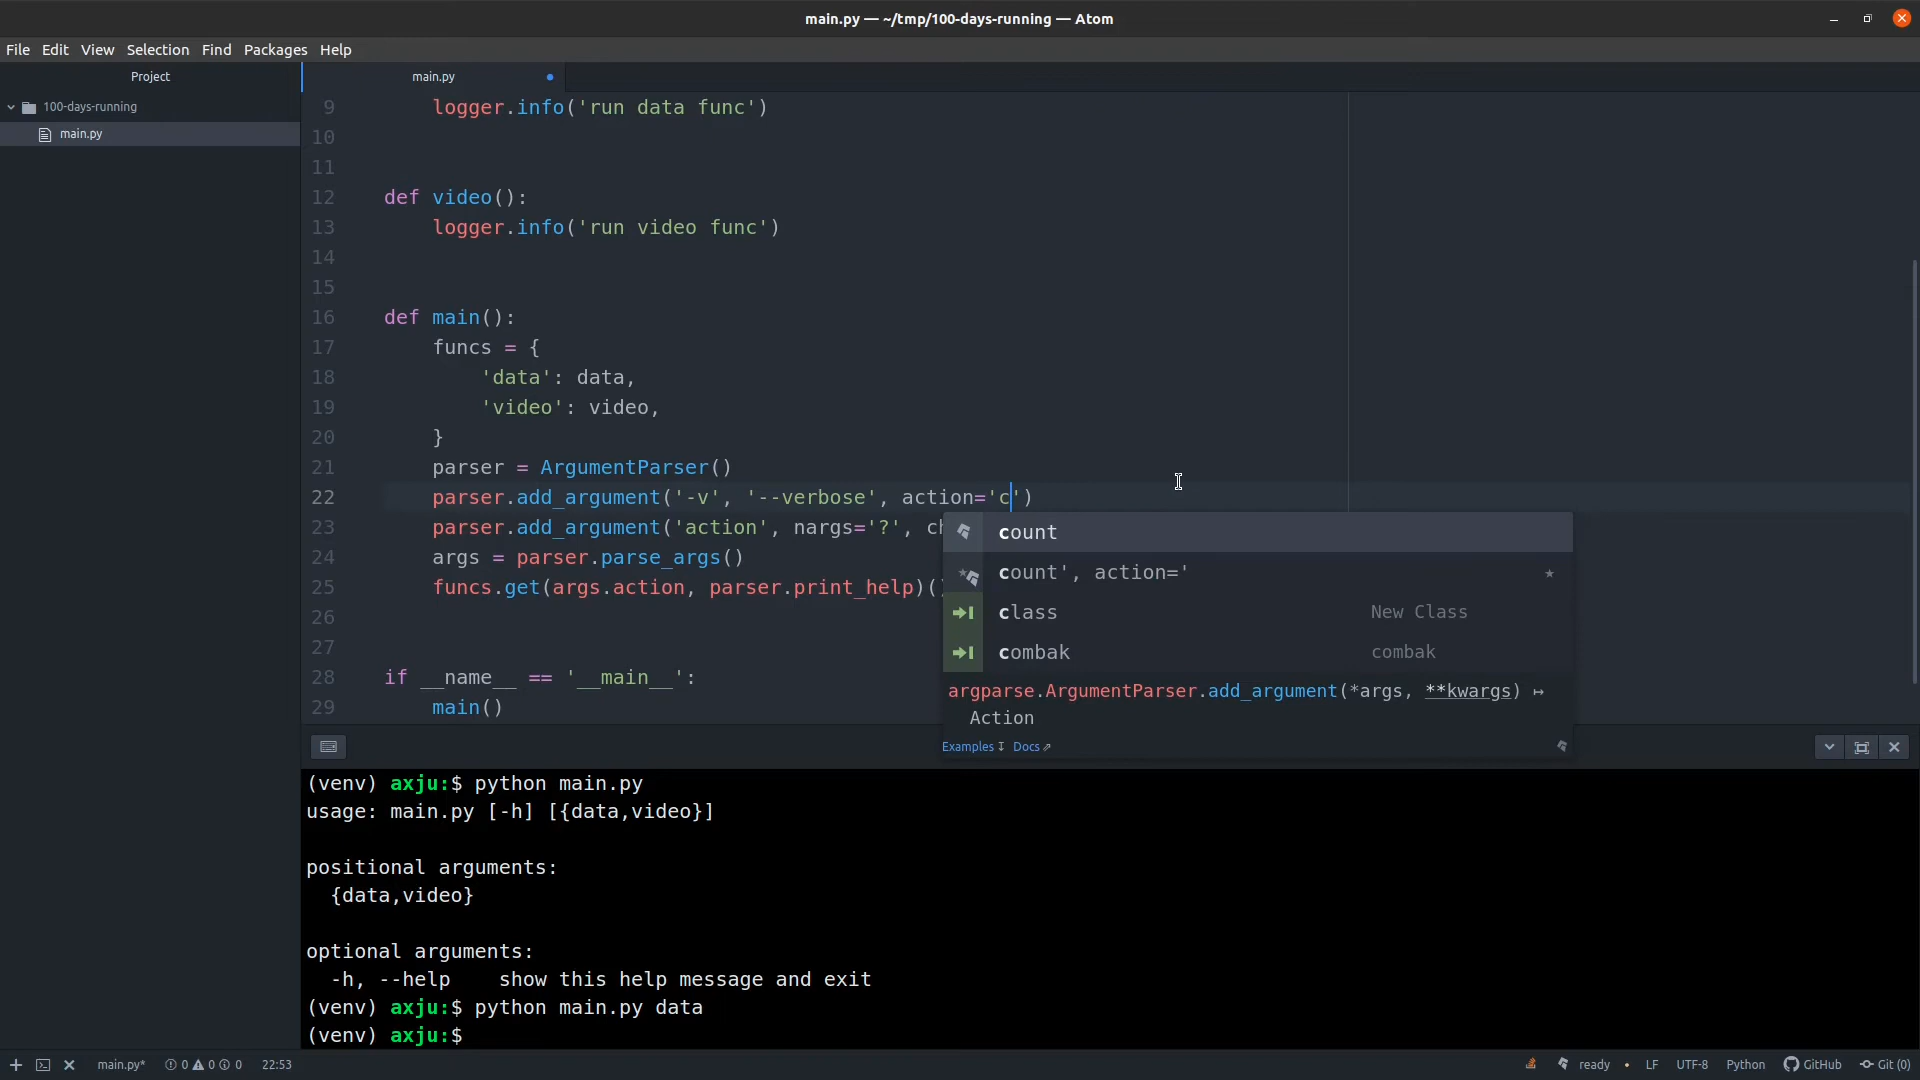 main.py — ~/tmp/100-days-running — Atom
File Edit View Selection Find Packages Help
Project
main.py
100-days-running
main.py
9 logger.info('run data func')
10
11
12 def video():
13 logger.info('run video func')
14
15
16 def main():
17 funcs = {
18 'data': data,
19 'video': video,
20 }
21 parser = ArgumentParser()
22 parser.add_argument('-v', '--verbose', action='c')
23 parser.add_argument('action', nargs='?', ch
24 args = parser.parse_args()
25 funcs.get(args.action, parser.print_help)()
26
27
28 if __name__ == '__main__':
29 main()
count
count', action='
class New Class
combak combak
argparse.ArgumentParser.add_argument(*args, **kwargs) ↦
Action
Examples Docs
(venv) axju:$ python main.py
usage: main.py [-h] [{data,video}]
positional arguments:
{data,video}
optional arguments:
-h, --help show this help message and exit
(venv) axju:$ python main.py data
(venv) axju:$
main.py* 0 0 0 22:53 ready LF UTF-8 Python GitHub Git (0)